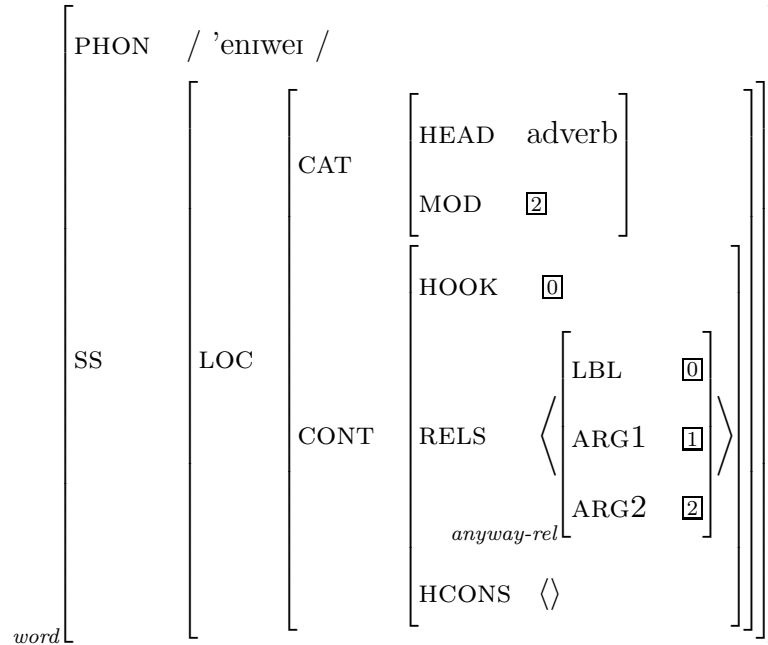 PHON / ’enɪweɪ /
HEAD adverb
CAT
MOD 2
HOOK 0
LBL 0
SS LOC
CONT RELS ⟨ ARG1 1 ⟩
ARG2 2
anyway-rel
HCONS ⟨⟩
word